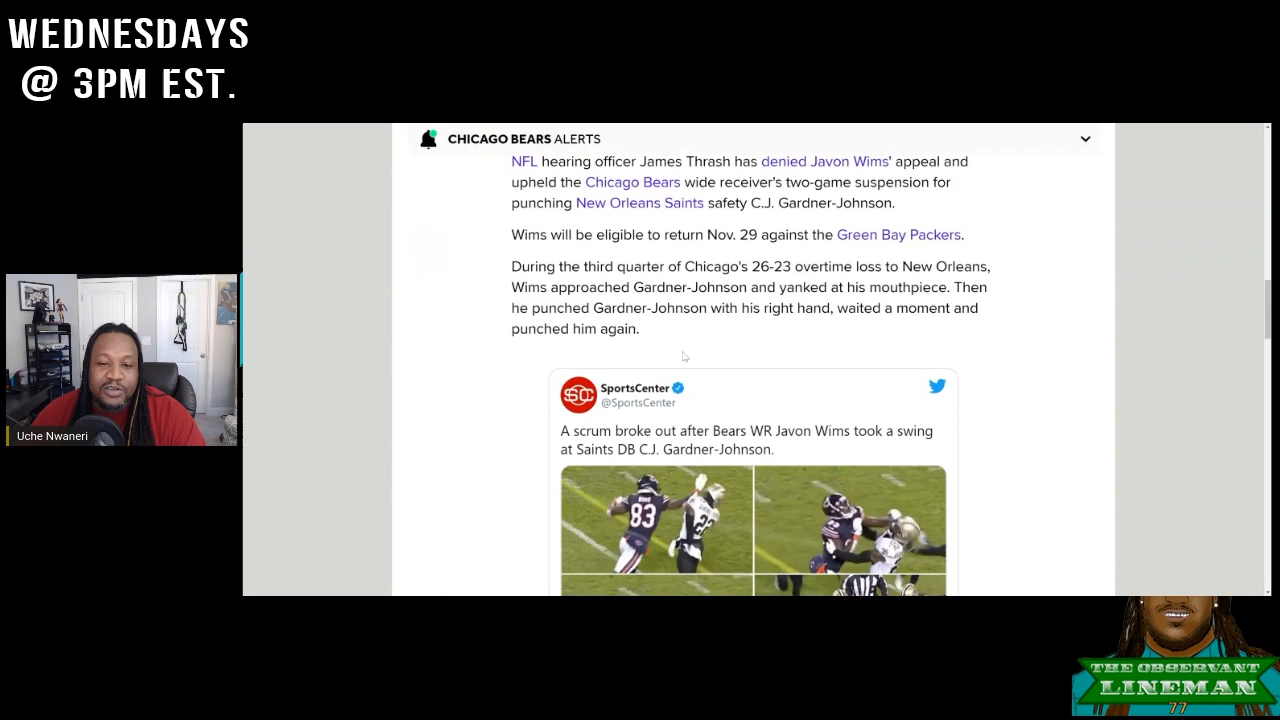 WEDNESDAYS
@ 3PM EST.
CHICAGO BEARS ALERTS
NFL hearing officer James Thrash has denied Javon Wims' appeal and
upheld the Chicago Bears wide receiver's two-game suspension for
punching New Orleans Saints safety C.J. Gardner-Johnson.
Wims will be eligible to return Nov. 29 against the Green Bay Packers.
During the third quarter of Chicago's 26-23 overtime loss to New Orleans,
Wims approached Gardner-Johnson and yanked at his mouthpiece. Then
he punched Gardner-Johnson with his right hand, waited a moment and
punched him again.
SC
SportsCenter
@SportsCenter
A scrum broke out after Bears WR Javon Wims took a swing
at Saints DB C.J. Gardner-Johnson.
83
22
Uche Nwaneri
THE OBSERVANT
LINEMAN
77